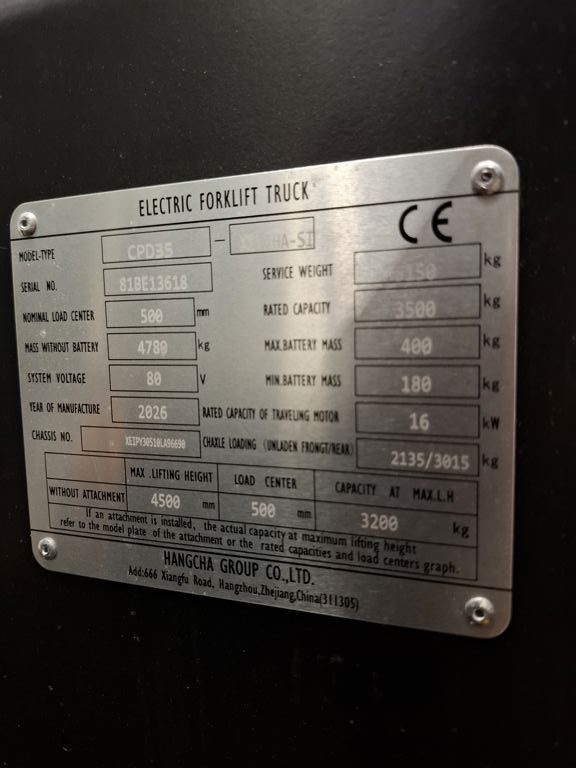 ELECTRIC FORKLIFT TRUCK
CE
MODEL-TYPE CPD35 - HA-SI
SERIAL NO. 81BE13618 SERVICE WEIGHT 5150 kg
NOMINAL LOAD CENTER 500 mm RATED CAPACITY 3500 kg
MASS WITHOUT BATTERY 4780 kg MAX.BATTERY MASS 400 kg
SYSTEM VOLTAGE 80 V MIN.BATTERY MASS 180 kg
YEAR OF MANUFACTURE 2026 RATED CAPACITY OF TRAVELING MOTOR 16 kW
CHASSIS NO. CHAXLE LOADING (UNLADEN FRONGT/REAR) 2135/3015 kg
MAX .LIFTING HEIGHT LOAD CENTER CAPACITY AT MAX.L.H
WITHOUT ATTACHMENT 4500 mm 500 mm 3200 kg
If an attachment is installed, the actual capacity at maximum lifting height
refer to the model plate of the attachment or the rated capacities and load centers graph.
HANGCHA GROUP CO.,LTD.
Add:666 Xiangfu Road, Hangzhou,Zhejiang,China(311305)